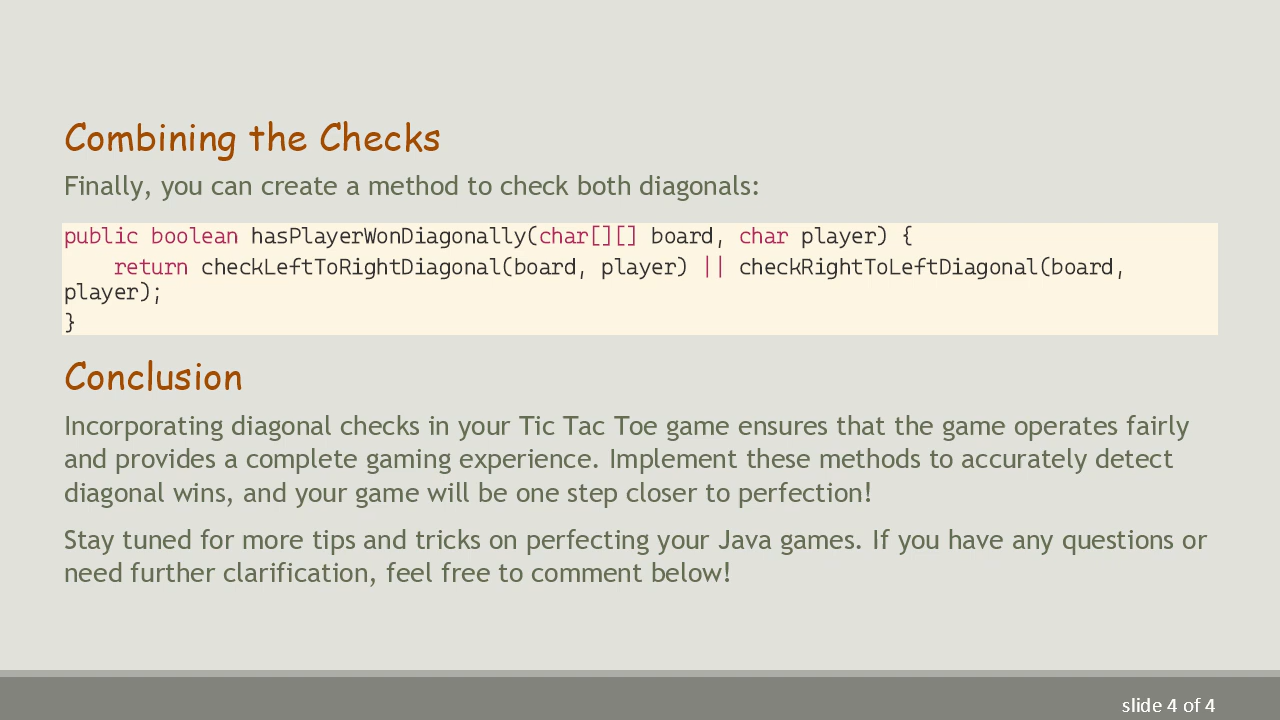 Combining the Checks
Finally, you can create a method to check both diagonals:
public boolean hasPlayerWonDiagonally(char[][] board, char player) {
    return checkLeftToRightDiagonal(board, player) || checkRightToLeftDiagonal(board,
player);
}
Conclusion
Incorporating diagonal checks in your Tic Tac Toe game ensures that the game operates fairly
and provides a complete gaming experience. Implement these methods to accurately detect
diagonal wins, and your game will be one step closer to perfection!
Stay tuned for more tips and tricks on perfecting your Java games. If you have any questions or
need further clarification, feel free to comment below!
slide 4 of 4